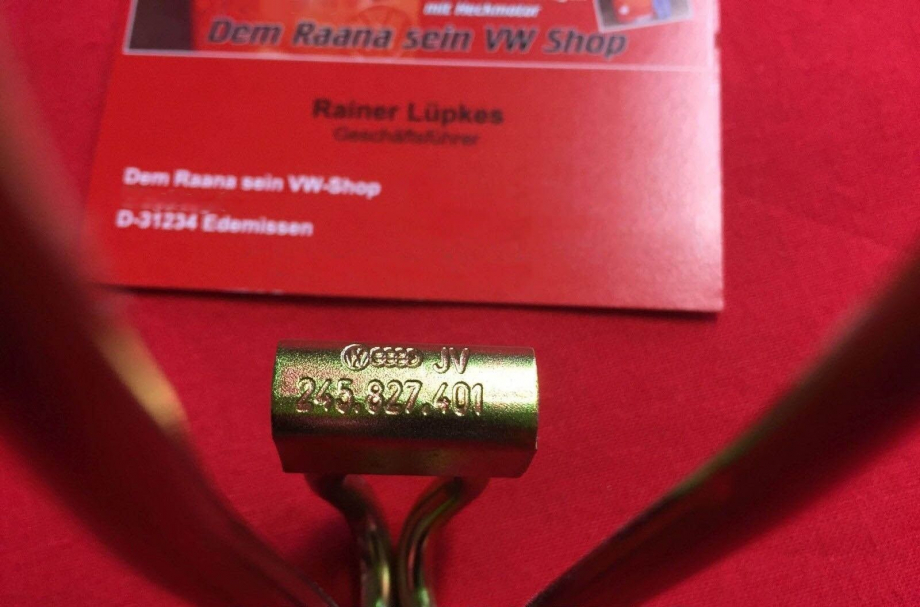 mit Heckmotor
Dem Raana sein VW Shop
Rainer Lüpkes
Geschäftsführer
Dem Raana sein VW-Shop
D-31234 Edemissen
VW JV
245.827.401